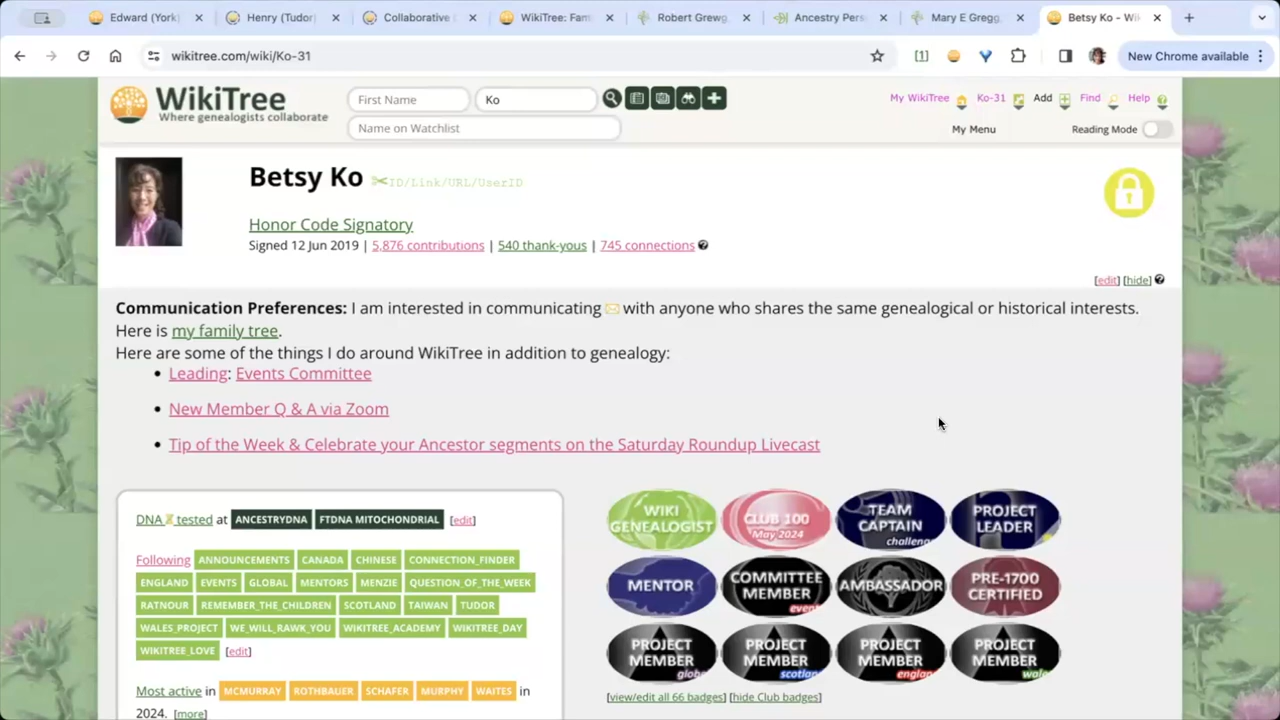 Edward (York)
Henry (Tudor)
Collaborative
WikiTree: Fam
Robert Grewg
Ancestry Pers
Mary E Gregg
Betsy Ko - Wi
wikitree.com/wiki/Ko-31
New Chrome available
WikiTree
Where genealogists collaborate
First Name
Ko
Name on Watchlist
My WikiTree
Ko-31
Add
Find
Help
My Menu
Reading Mode
Betsy Ko
ID/Link/URL/UserID
Honor Code Signatory
Signed 12 Jun 2019 | 5,876 contributions | 540 thank-yous | 745 connections
[edit] [hide]
Communication Preferences: I am interested in communicating with anyone who shares the same genealogical or historical interests.
Here is my family tree.
Here are some of the things I do around WikiTree in addition to genealogy:
• Leading: Events Committee
• New Member Q & A via Zoom
• Tip of the Week & Celebrate your Ancestor segments on the Saturday Roundup Livecast
DNA tested at ANCESTRYDNA FTDNA MITOCHONDRIAL [edit]
Following ANNOUNCEMENTS CANADA CHINESE CONNECTION_FINDER
ENGLAND EVENTS GLOBAL MENTORS MENZIE QUESTION_OF_THE_WEEK
RATNOUR REMEMBER_THE_CHILDREN SCOTLAND TAIWAN TUDOR
WALES_PROJECT WE_WILL_RAWK_YOU WIKITREE_ACADEMY WIKITREE_DAY
WIKITREE_LOVE [edit]
Most active in MCMURRAY ROTHBAUER SCHAFER MURPHY WAITES in
2024. [more]
WIKI
GENEALOGIST
CLUB 100
May 2024
TEAM
CAPTAIN
challenge
PROJECT
LEADER
MENTOR
COMMITTEE
MEMBER
event
AMBASSADOR
PRE-1700
CERTIFIED
PROJECT
MEMBER
globa
PROJECT
MEMBER
scotlan
PROJECT
MEMBER
englan
PROJECT
MEMBER
wale
[view/edit all 66 badges] [hide Club badges]